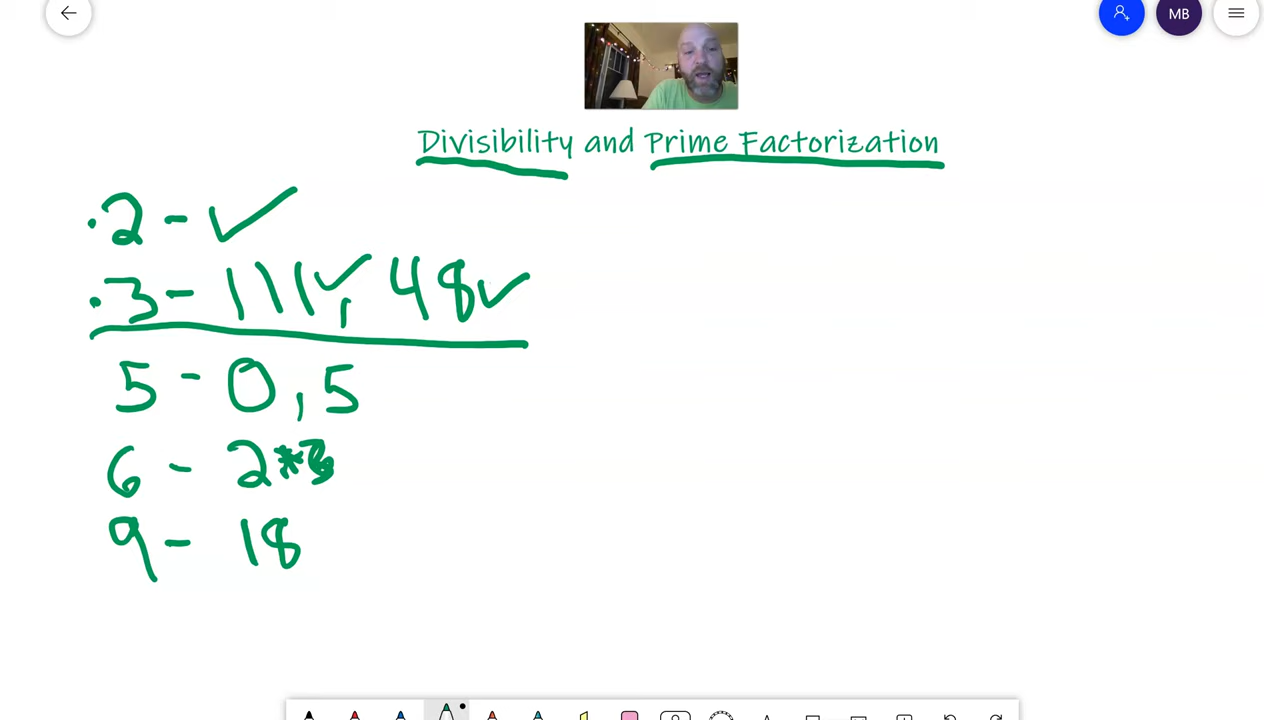 MB
Divisibility and Prime Factorization
·2 - ✓
·3 - 111✓, 48✓
5 - 0, 5
6 - 2*3
9 - 18